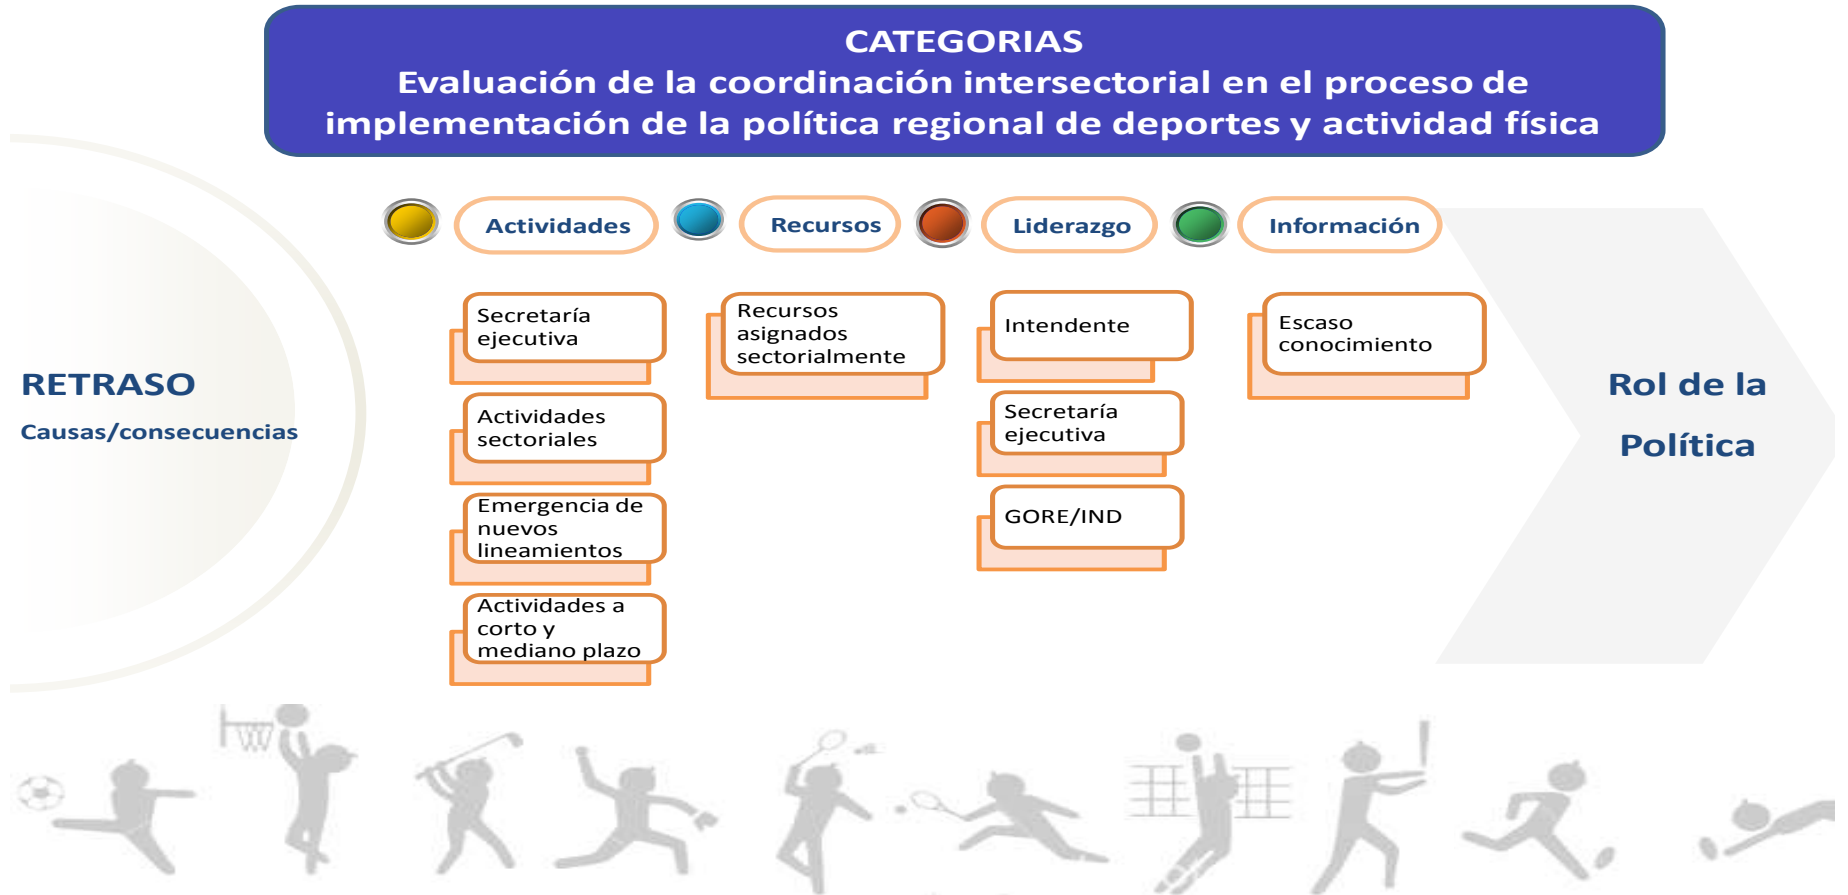 CATEGORIAS
Evaluación de la coordinación intersectorial en el proceso de
implementación de la política regional de deportes y actividad física
Actividades
Recursos
Liderazgo
Información
RETRASO
Causas/consecuencias
Secretaría
ejecutiva
Actividades
sectoriales
Emergencia de
nuevos
lineamientos
Actividades a
corto y
mediano plazo
Recursos
asignados
sectorialmente
Intendente
Secretaría
ejecutiva
GORE/IND
Escaso
conocimiento
Rol de la
Política